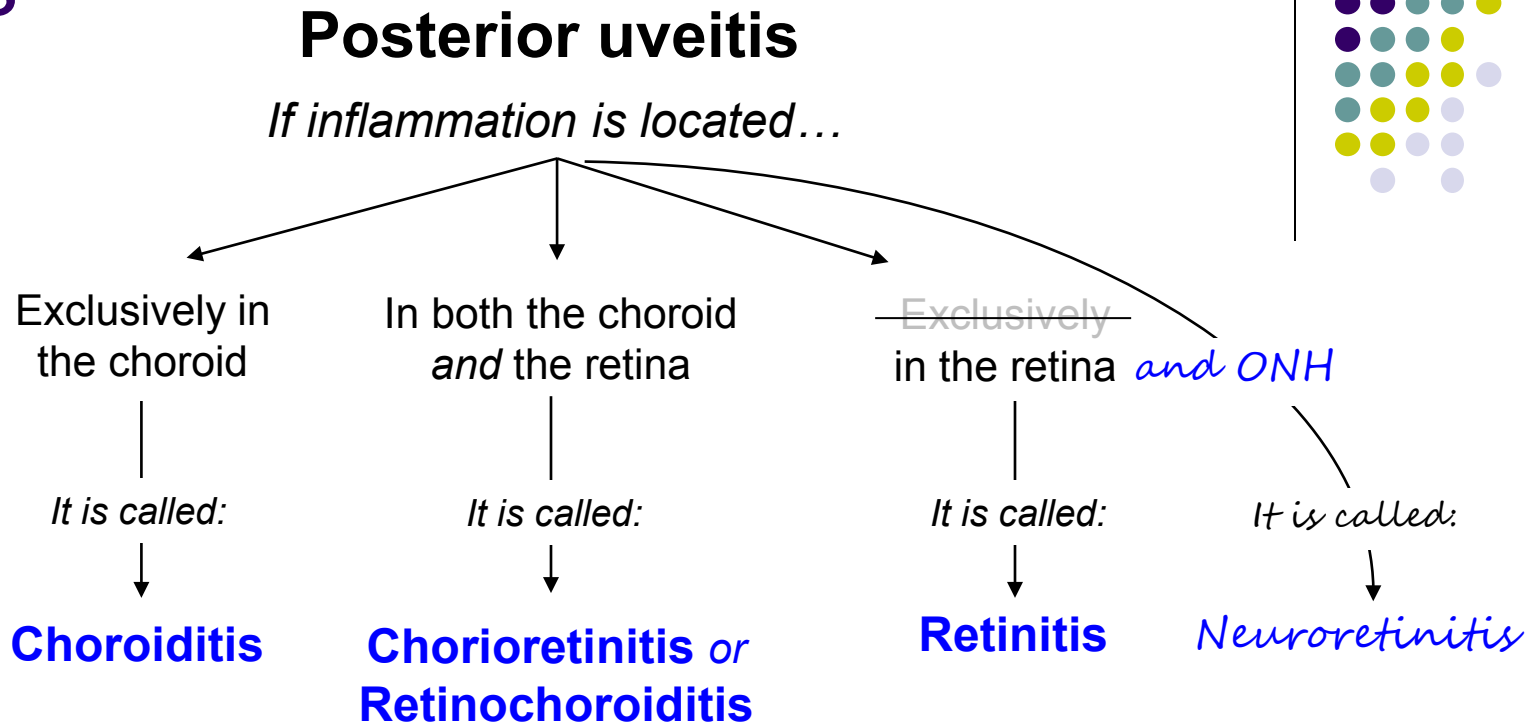 Posterior uveitis
If inflammation is located…
Exclusively in
the choroid
In both the choroid
and the retina
Exclusively
in the retina and ONH
It is called:
It is called:
It is called:
It is called:
Choroiditis
Chorioretinitis or
Retinochoroiditis
Retinitis
Neuroretinitis